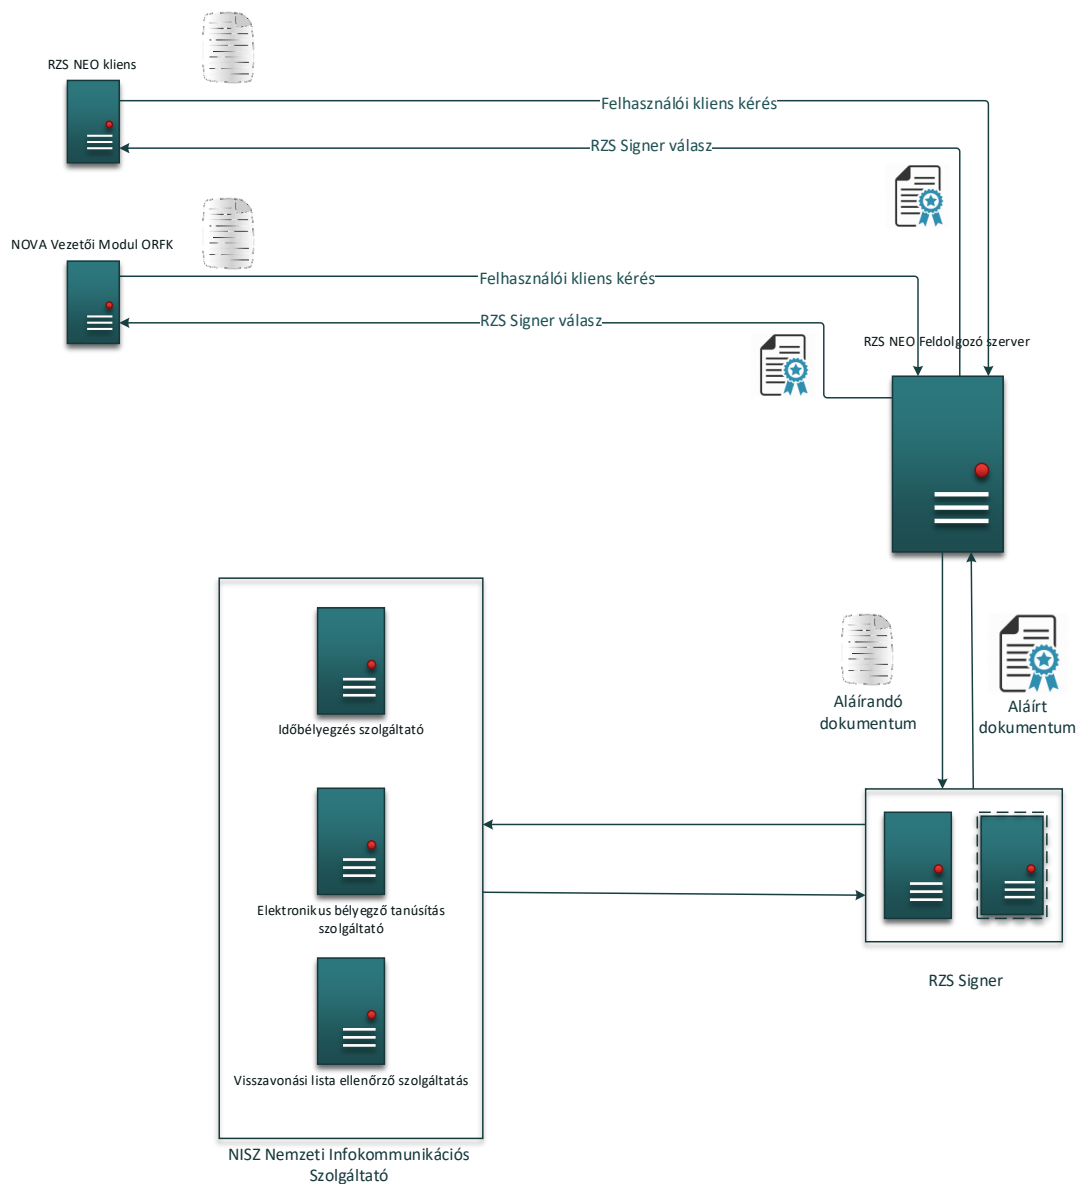 RZS NEO kliens
Felhasználói kliens kérés
RZS Signer válasz
NOVA Vezetői Modul ORFK
Felhasználói kliens kérés
RZS Signer válasz
RZS NEO Feldolgozó szerver
Aláírandó
dokumentum
Aláírt
dokumentum
Időbélyegzés szolgáltató
Elektronikus bélyegző tanúsítás
szolgáltató
Visszavonási lista ellenőrző szolgáltatás
RZS Signer
NISZ Nemzeti Infokommunikációs
Szolgáltató